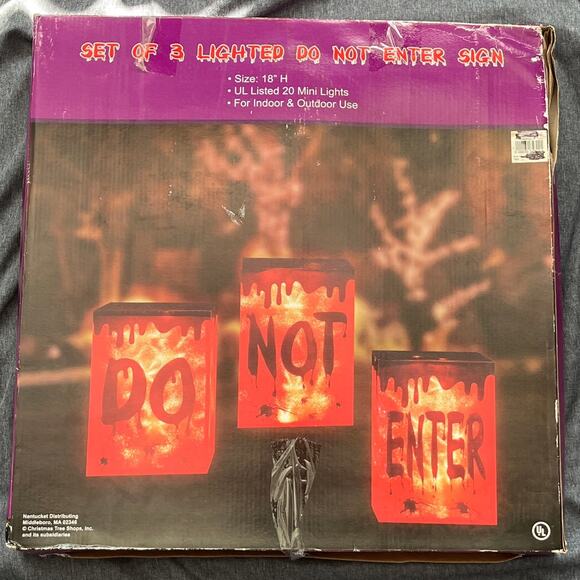 SET OF 3 LIGHTED DO NOT ENTER SIGN
• Size: 18" H
• UL Listed 20 Mini Lights
• For Indoor & Outdoor Use
DO
NOT
ENTER
Nantucket Distributing
Middleboro, MA 02346
© Christmas Tree Shops, Inc.
and its subsidiaries
UL